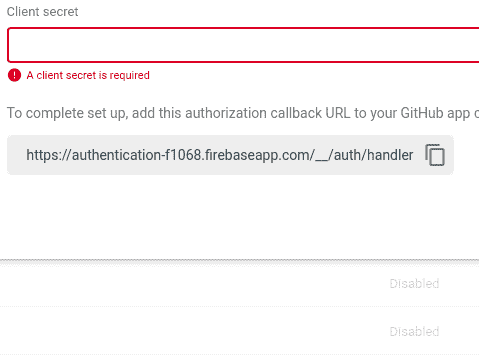 Client secret
A client secret is required
To complete set up, add this authorization callback URL to your GitHub app
https://authentication-f1068.firebaseapp.com/__/auth/handler
Disabled
Disabled